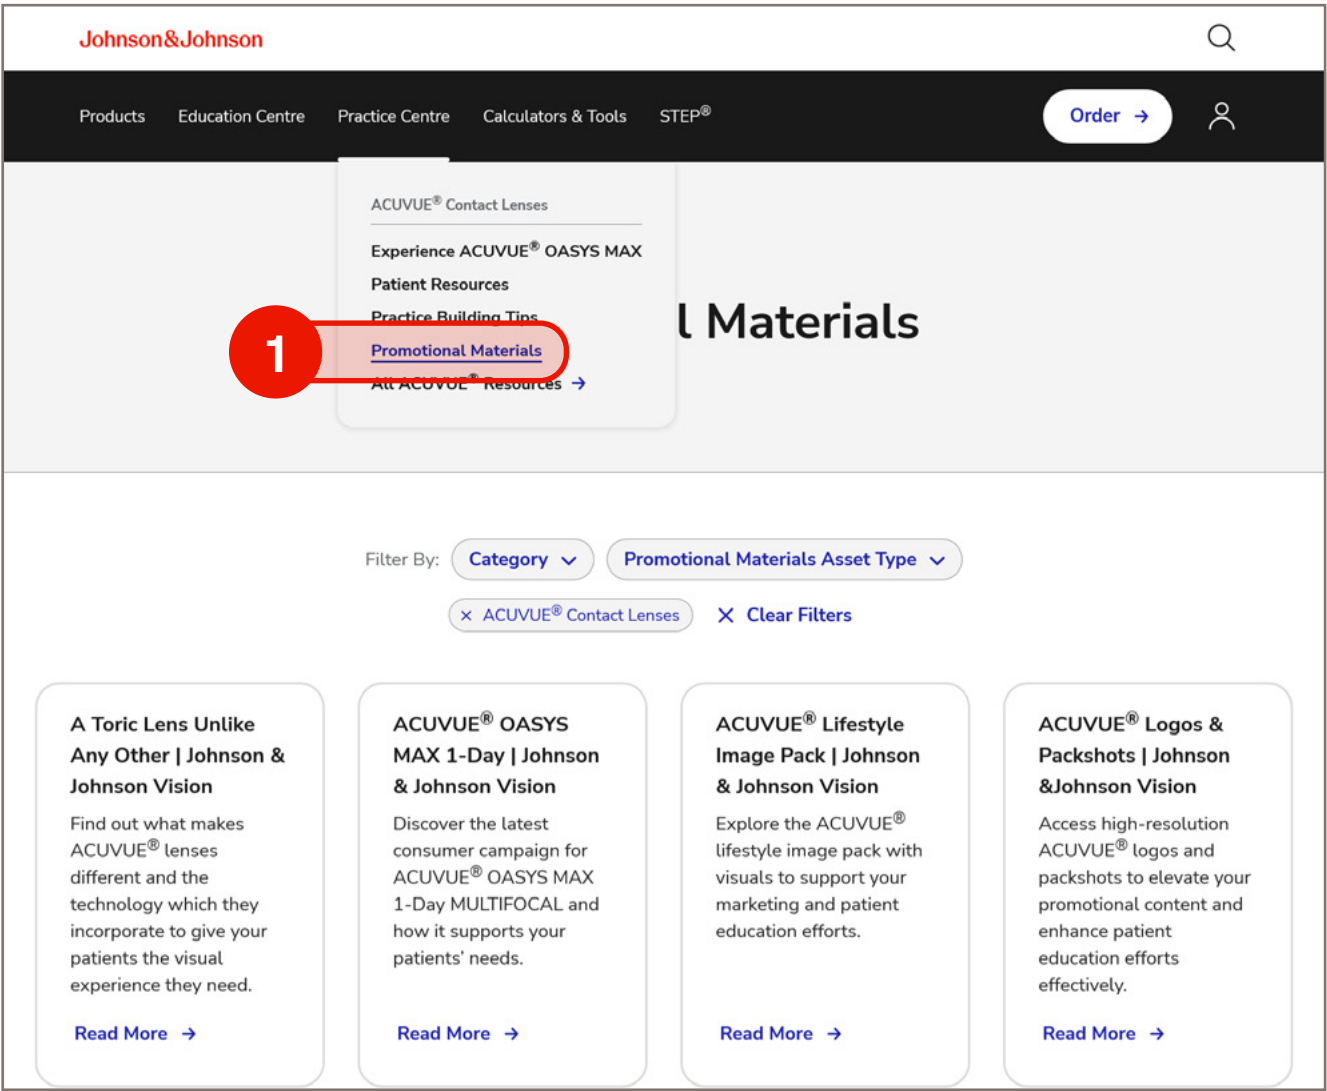 Johnson&Johnson
Products Education Centre Practice Centre Calculators & Tools STEP® Order →
ACUVUE® Contact Lenses
Experience ACUVUE® OASYS MAX
Patient Resources
Practice Building Tips
l Materials
1
Promotional Materials
All ACUVUE® Resources →
Filter By: Category Promotional Materials Asset Type
× ACUVUE® Contact Lenses × Clear Filters
A Toric Lens Unlike
Any Other | Johnson &
Johnson Vision
Find out what makes
ACUVUE® lenses
different and the
technology which they
incorporate to give your
patients the visual
experience they need.
Read More →
ACUVUE® OASYS
MAX 1-Day | Johnson
& Johnson Vision
Discover the latest
consumer campaign for
ACUVUE® OASYS MAX
1-Day MULTIFOCAL and
how it supports your
patients' needs.
Read More →
ACUVUE® Lifestyle
Image Pack | Johnson
& Johnson Vision
Explore the ACUVUE®
lifestyle image pack with
visuals to support your
marketing and patient
education efforts.
Read More →
ACUVUE® Logos &
Packshots | Johnson
&Johnson Vision
Access high-resolution
ACUVUE® logos and
packshots to elevate your
promotional content and
enhance patient
education efforts
effectively.
Read More →